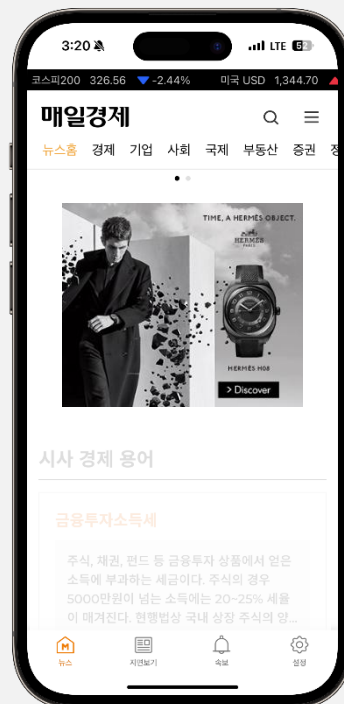 3:20 LTE 52
코스피200 326.56 ▼-2.44% 미국 USD 1,344.70 ▲
매일경제
뉴스홈 경제 기업 사회 국제 부동산 증권
TIME, A HERMÈS OBJECT.
HERMÈS
PARIS
HERMÈS H08
> Discover
시사 경제 용어
금융투자소득세
주식, 채권, 펀드 등 금융투자 상품에서 얻은
소득에 부과하는 세금이다. 주식의 경우
5000만원이 넘는 소득에는 20~25% 세율
이 매겨진다. 현행법상 국내 상장 주식의 양...
뉴스 지면보기 속보 설정